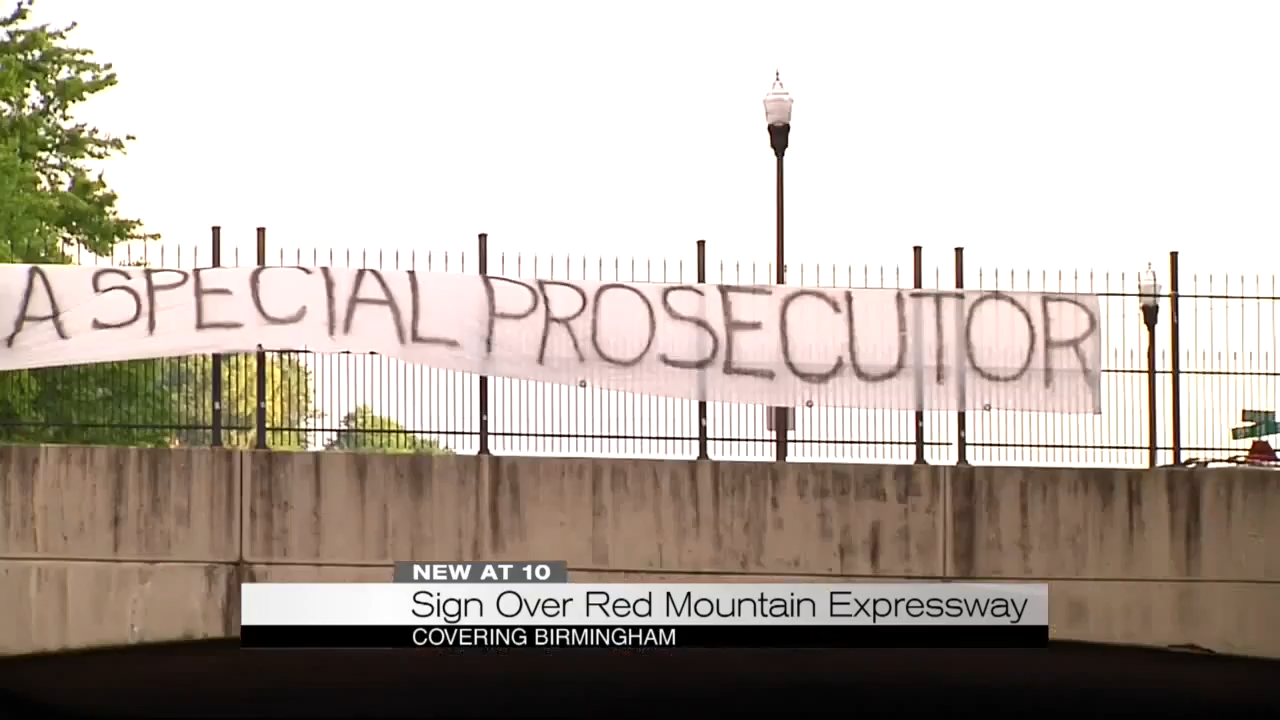 A SPECIAL PROSECUTOR
NEW AT 10
Sign Over Red Mountain Expressway
COVERING BIRMINGHAM